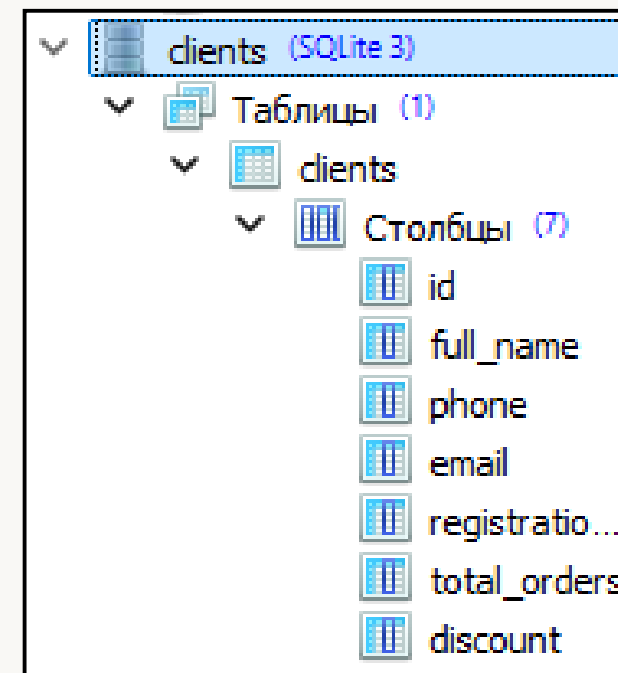 clients (SQLite 3)
Таблицы (1)
clients
Столбцы (7)
id
full_name
phone
email
registratio...
total_orders
discount